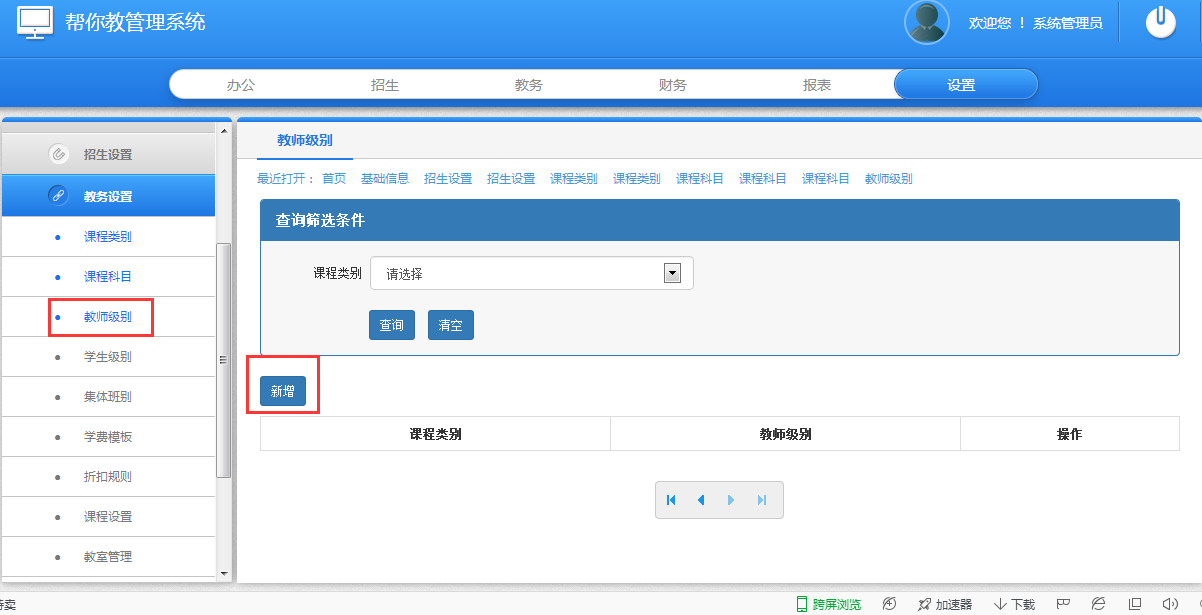 帮你教管理系统
欢迎您 ！ 系统管理员
办公 招生 教务 财务 报表 设置
招生设置
教务设置
课程类别
课程科目
教师级别
学生级别
集体班别
学费模板
折扣规则
课程设置
教室管理
教师级别
最近打开： 首页 基础信息 招生设置 招生设置 课程类别 课程类别 课程科目 课程科目 课程科目 教师级别
查询筛选条件
课程类别 请选择
查询 清空
新增
课程类别 教师级别 操作
跨屏浏览 加速器 下载